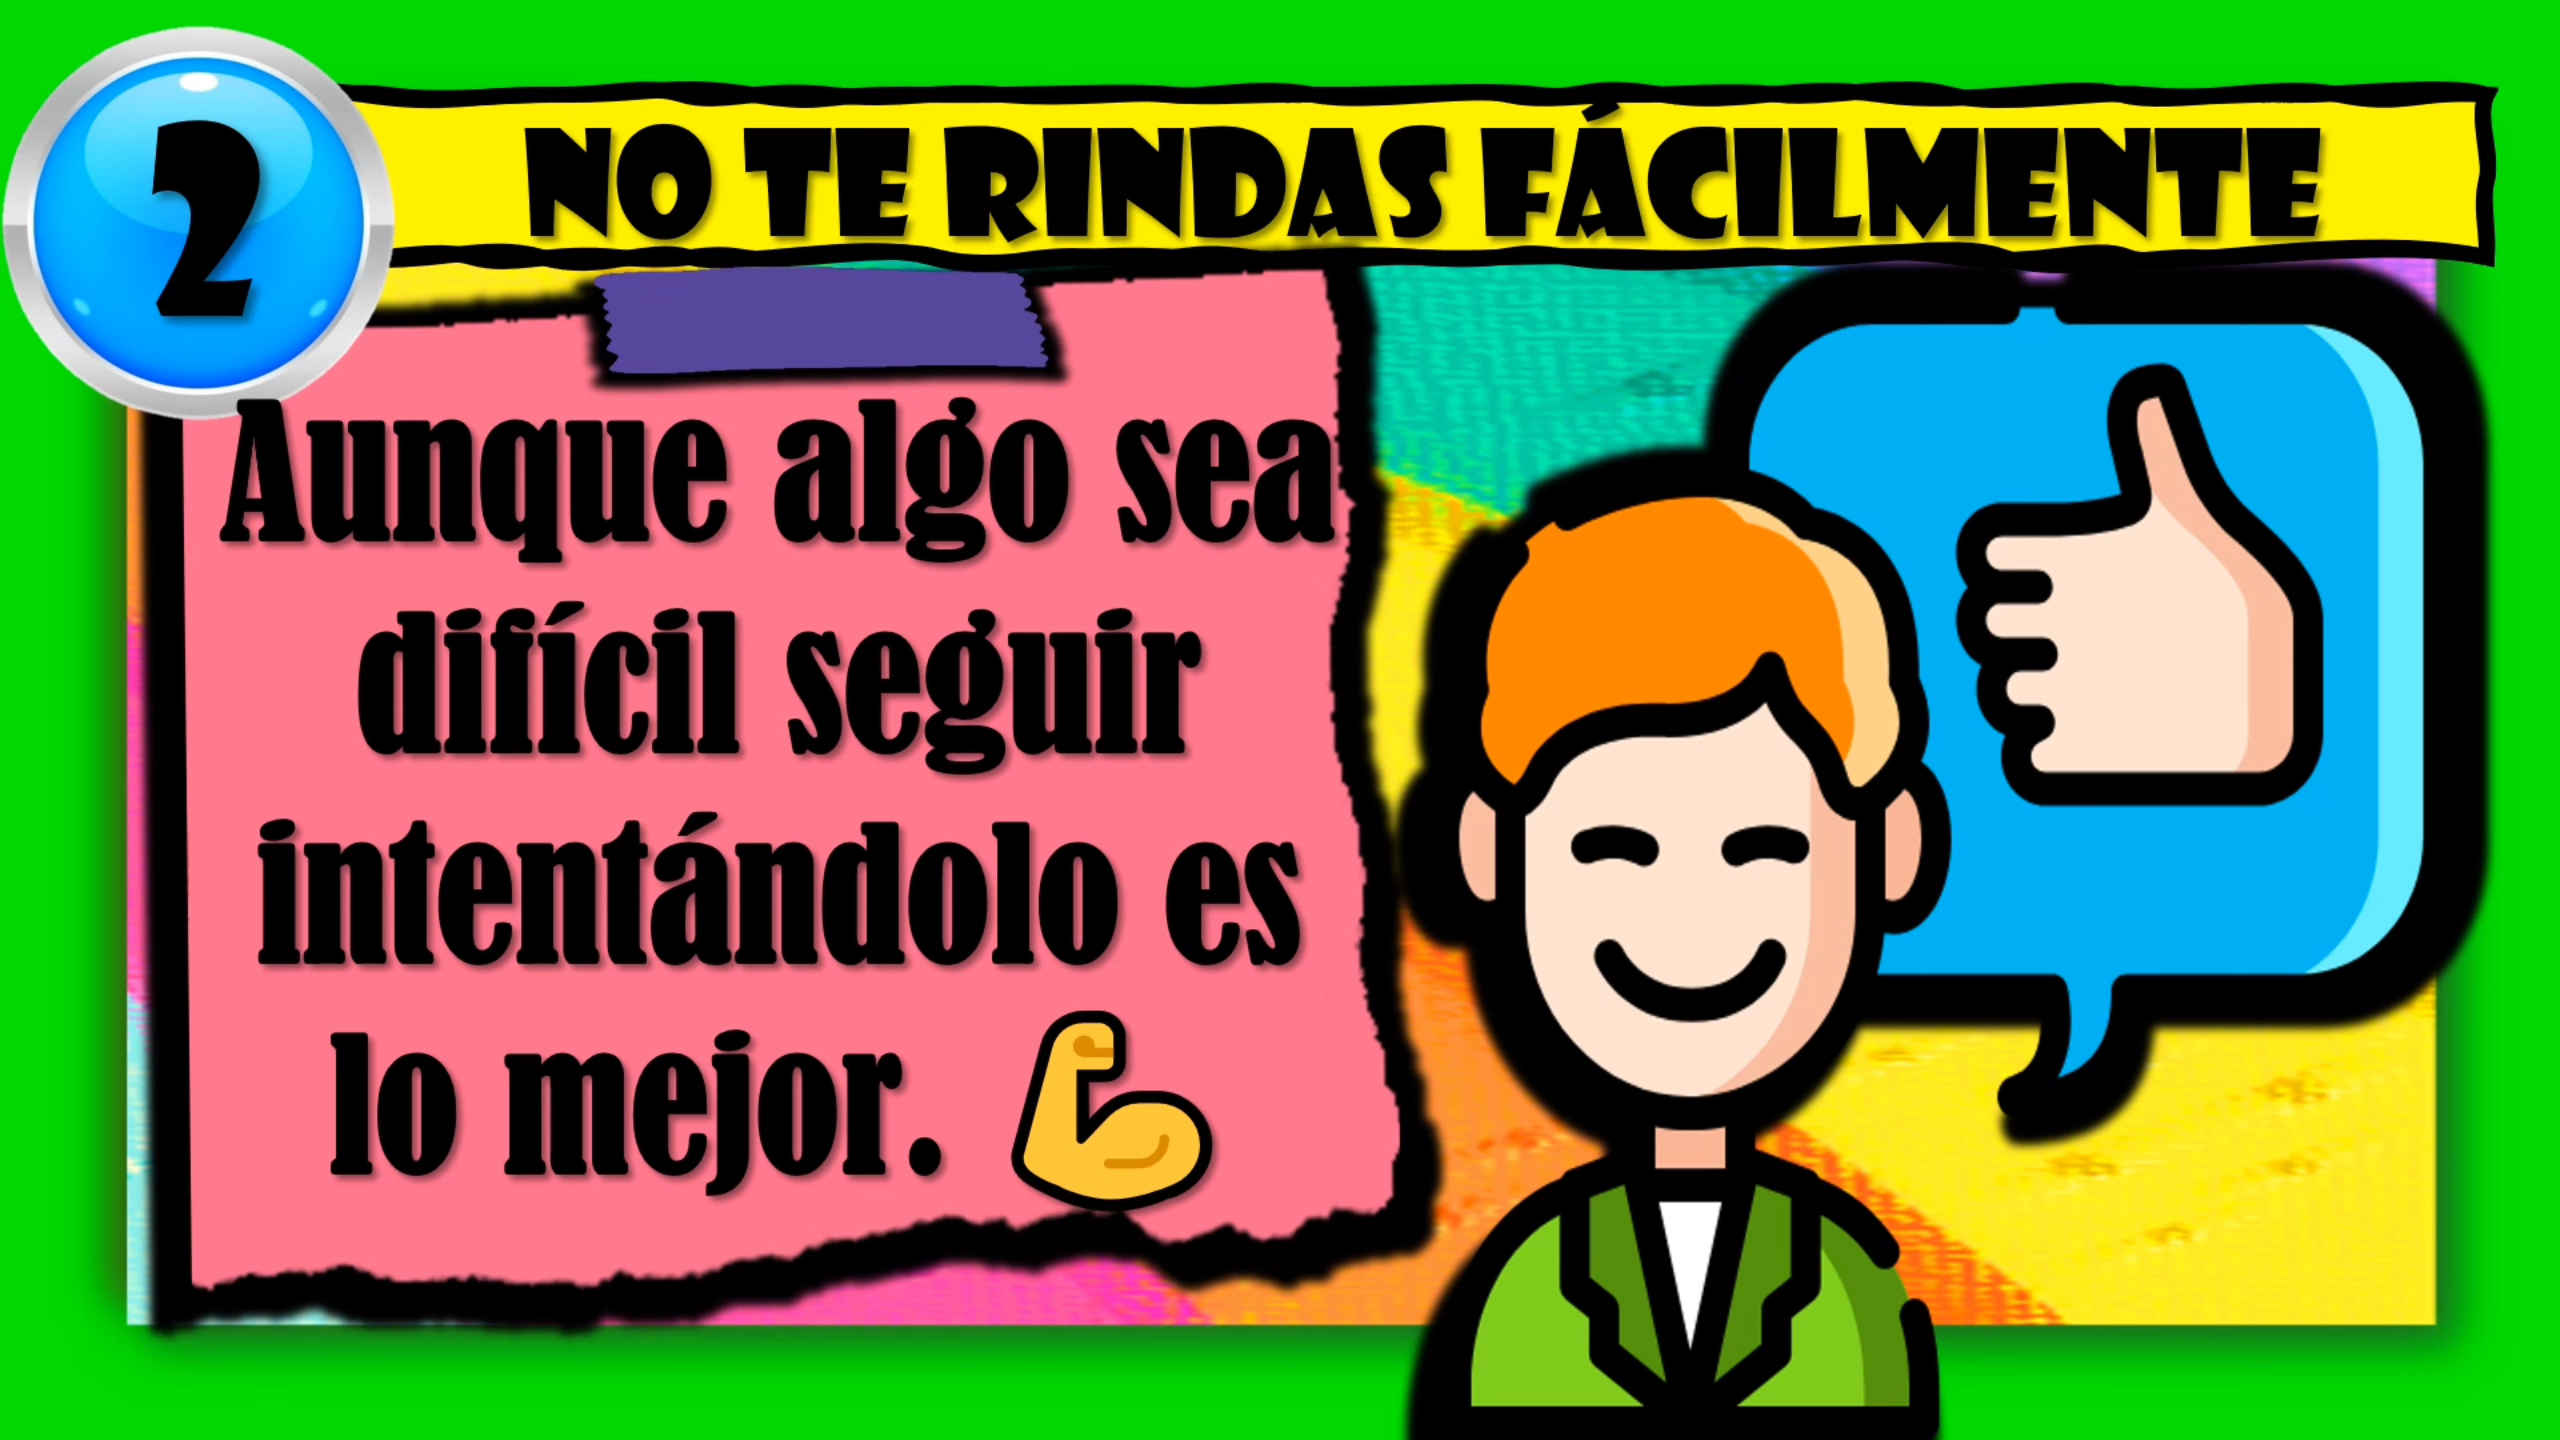 2
NO TE RINDAS FÁCILMENTE
Aunque algo sea
difícil seguir
intentándolo es
lo mejor. 💪